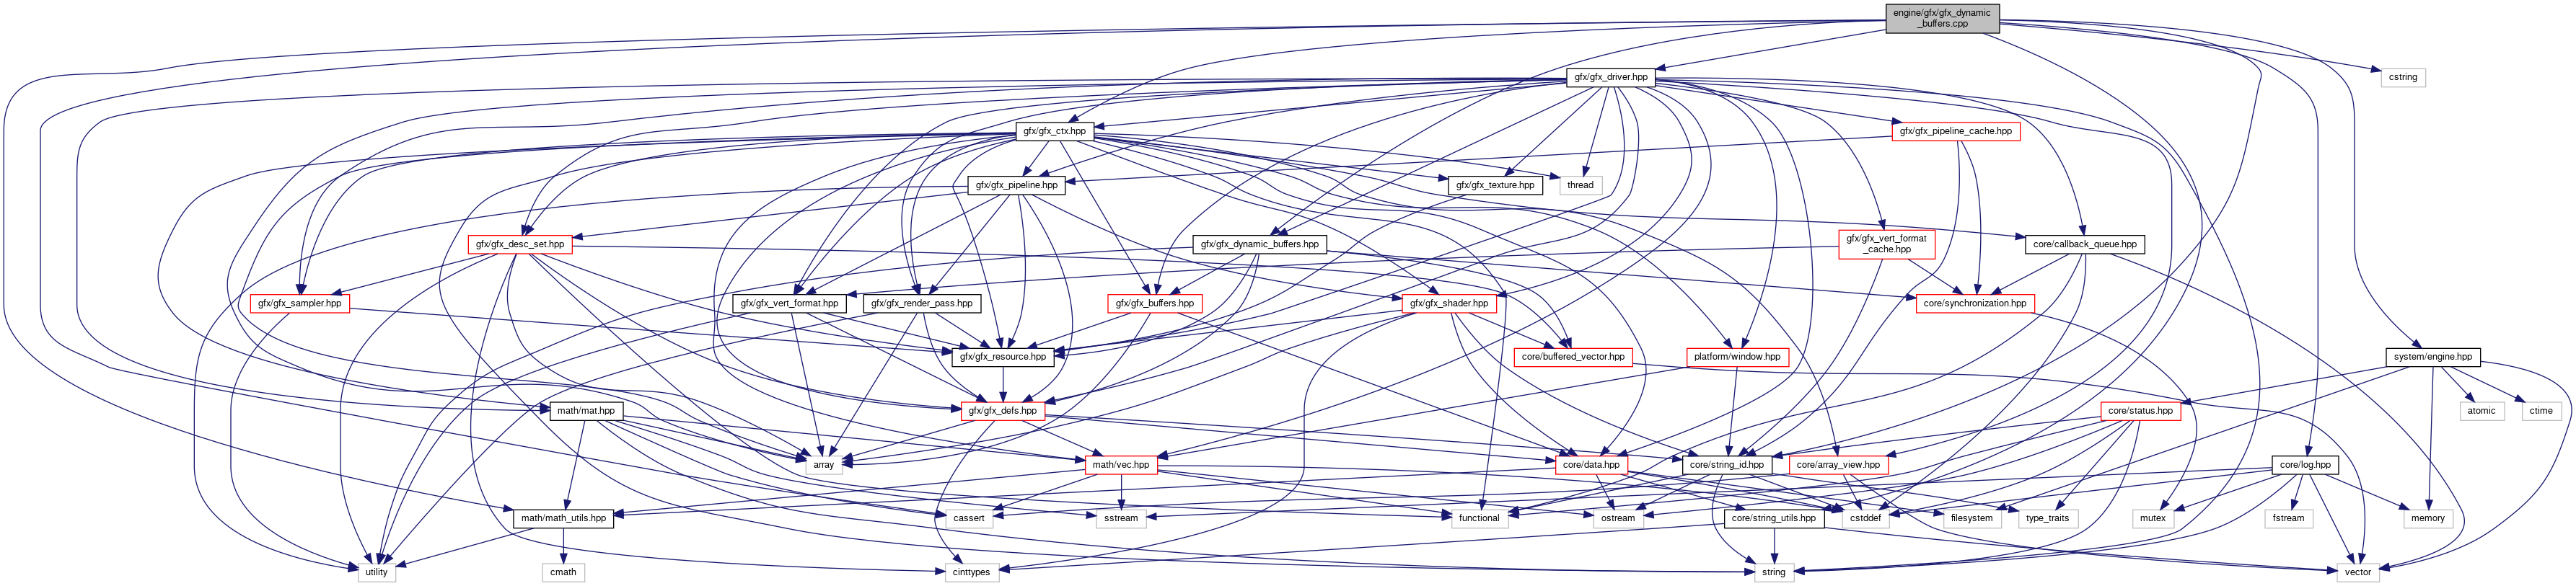 engine/gfx/gfx_dynamic
_buffers.cpp
gfx/gfx_driver.hpp
cstring
gfx/gfx_ctx.hpp
gfx/gfx_pipeline_cache.hpp
gfx/gfx_pipeline.hpp
gfx/gfx_texture.hpp
thread
gfx/gfx_desc_set.hpp
gfx/gfx_dynamic_buffers.hpp
gfx/gfx_vert_format
_cache.hpp
core/callback_queue.hpp
gfx/gfx_sampler.hpp
gfx/gfx_vert_format.hpp
gfx/gfx_render_pass.hpp
gfx/gfx_buffers.hpp
gfx/gfx_shader.hpp
core/synchronization.hpp
gfx/gfx_resource.hpp
core/buffered_vector.hpp
platform/window.hpp
system/engine.hpp
math/mat.hpp
gfx/gfx_defs.hpp
core/status.hpp
atomic
ctime
array
math/vec.hpp
core/data.hpp
core/string_id.hpp
core/array_view.hpp
core/log.hpp
math/math_utils.hpp
cassert
sstream
functional
ostream
core/string_utils.hpp
cstddef
filesystem
type_traits
mutex
fstream
memory
utility
cmath
cinttypes
string
vector